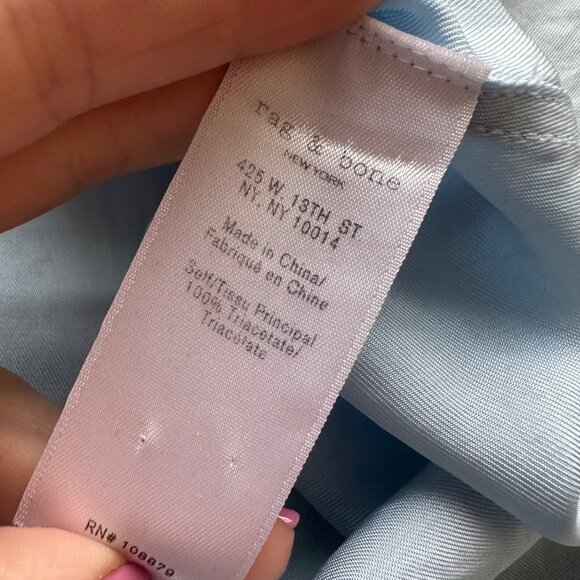 rag & bone
NEW YORK
425 W. 13TH ST
NY, NY 10014
Made in China/
Fabriqué en Chine
Self/Tissu Principal
100% Triacetate/
Triacétate
RN# 108679